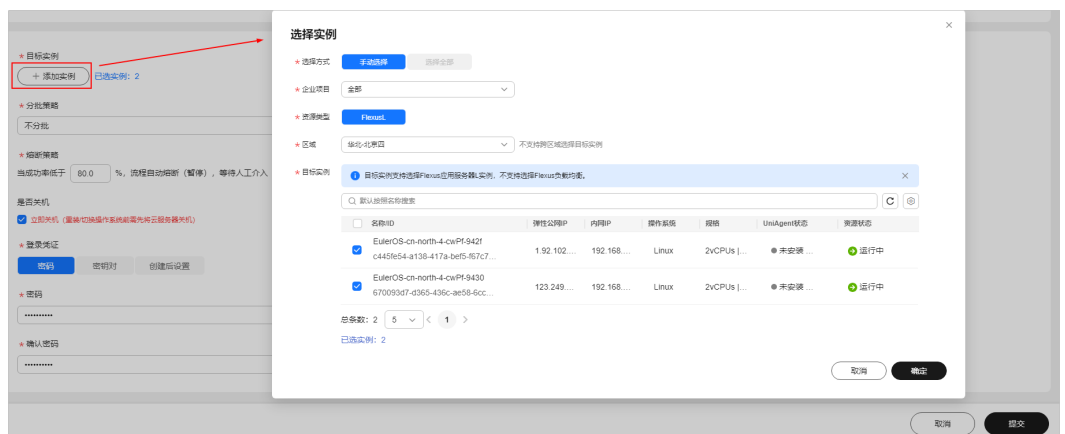 * 目标实例
+ 添加实例
已选实例: 2
* 分批策略
不分批
* 熔断策略
当成功率低于 80.0 %, 流程自动熔断 (暂停) , 等待人工介入
是否关机
立即关机 (重装/切换操作系统前需先将云服务器关机)
* 登录凭证
密码 密钥对 创建后设置
* 密码
••••••••••
* 确认密码
••••••••••
选择实例
* 选择方式 手动选择 选择全部
* 企业项目 全部
* 资源类型 FlexusL
* 区域 华北-北京四 不支持跨区域选择目标实例
* 目标实例 目标实例支持选择Flexus应用服务器L实例, 不支持选择Flexus负载均衡。
默认按照名称搜索
名称/ID 弹性公网IP 内网IP 操作系统 规格 UniAgent状态 资源状态
EulerOS-cn-north-4-cwPf-942f
c445fe54-a138-417a-bef5-f67c7... 1.92.102.... 192.168.... Linux 2vCPUs |... 未安装 ... 运行中
EulerOS-cn-north-4-cwPf-9430
670093d7-d365-436c-ae58-6cc... 123.249.... 192.168.... Linux 2vCPUs |... 未安装 ... 运行中
总条数: 2 5 < 1 >
已选实例: 2
取消 确定
取消 提交